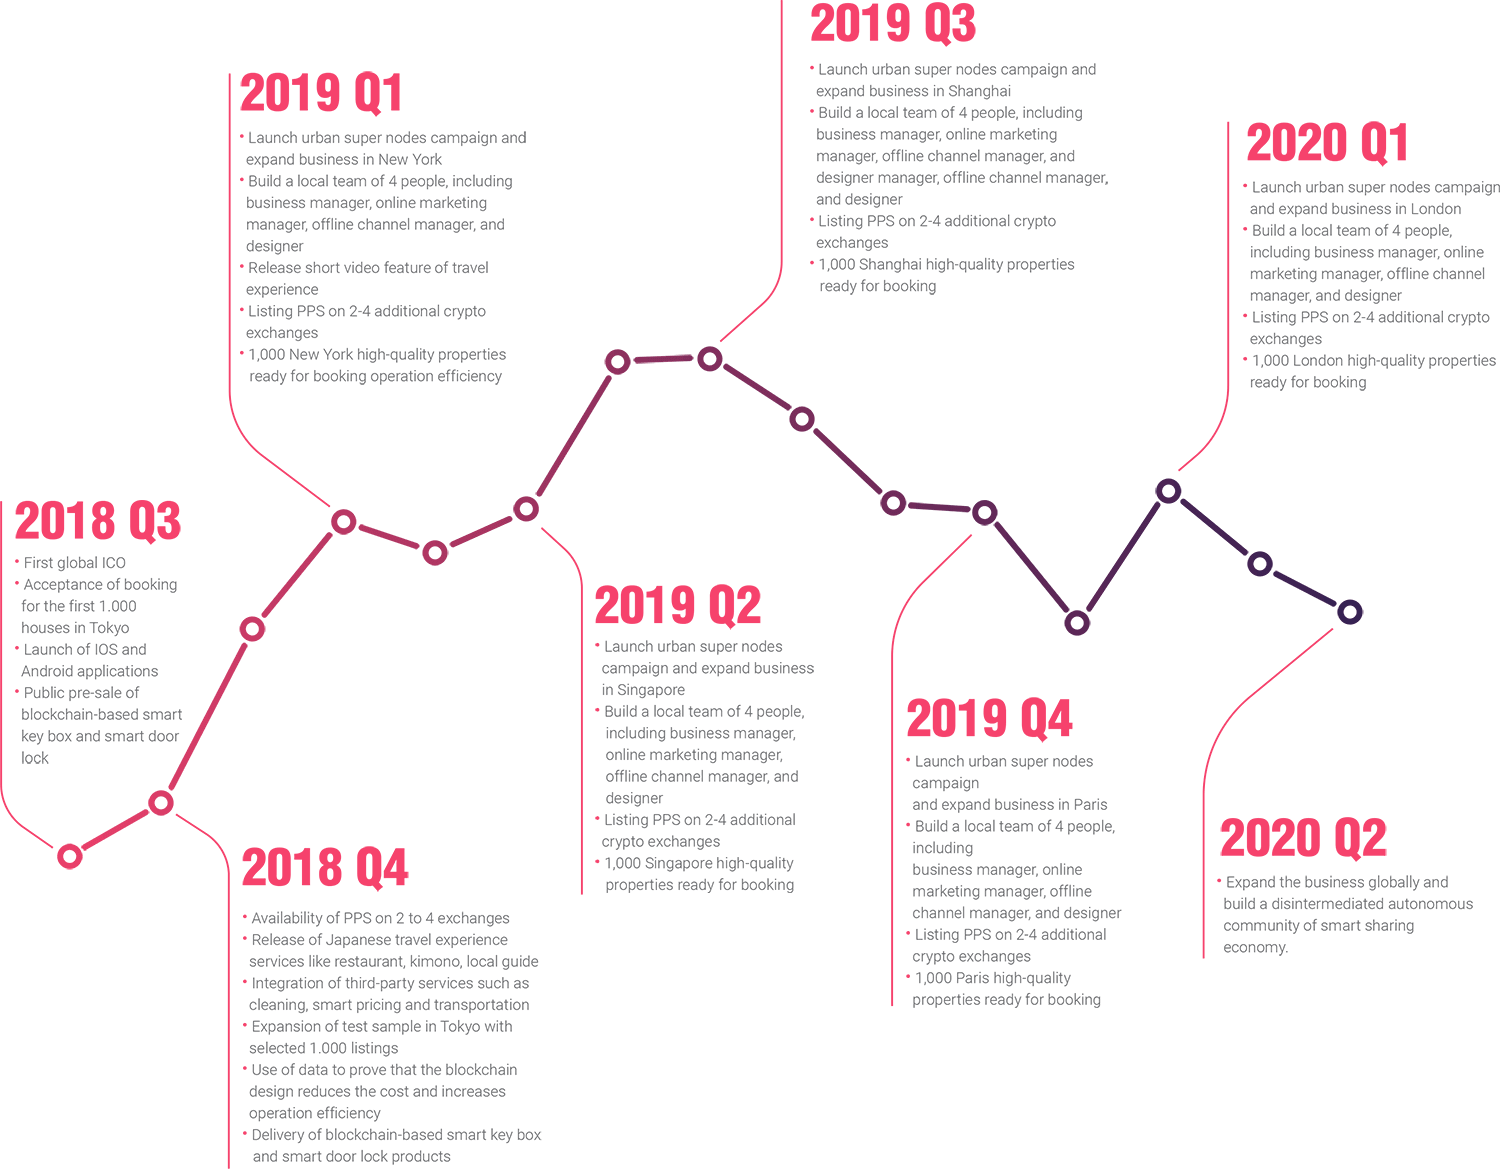 2018 Q3
• First global ICO
• Acceptance of booking
for the first 1.000
houses in Tokyo
• Launch of IOS and
Android applications
• Public pre-sale of
blockchain-based smart
key box and smart door
lock
2018 Q4
• Availability of PPS on 2 to 4 exchanges
• Release of Japanese travel experience
services like restaurant, kimono, local guide
• Integration of third-party services such as
cleaning, smart pricing and transportation
• Expansion of test sample in Tokyo with
selected 1.000 listings
• Use of data to prove that the blockchain
design reduces the cost and increases
operation efficiency
• Delivery of blockchain-based smart key box
and smart door lock products
2019 Q1
• Launch urban super nodes campaign and
expand business in New York
• Build a local team of 4 people, including
business manager, online marketing
manager, offline channel manager, and
designer
• Release short video feature of travel
experience
• Listing PPS on 2-4 additional crypto
exchanges
• 1,000 New York high-quality properties
ready for booking operation efficiency
2019 Q2
• Launch urban super nodes
campaign and expand business
in Singapore
• Build a local team of 4 people,
including business manager,
online marketing manager,
offline channel manager, and
designer
• Listing PPS on 2-4 additional
crypto exchanges
• 1,000 Singapore high-quality
properties ready for booking
2019 Q3
• Launch urban super nodes campaign and
expand business in Shanghai
• Build a local team of 4 people, including
business manager, online marketing
manager, offline channel manager, and
designer manager, offline channel manager,
and designer
• Listing PPS on 2-4 additional crypto
exchanges
• 1,000 Shanghai high-quality properties
ready for booking
2019 Q4
• Launch urban super nodes
campaign
and expand business in Paris
• Build a local team of 4 people,
including
business manager, online
marketing manager, offline
channel manager, and designer
• Listing PPS on 2-4 additional
crypto exchanges
• 1,000 Paris high-quality
properties ready for booking
2020 Q1
• Launch urban super nodes campaign
and expand business in London
• Build a local team of 4 people,
including business manager, online
marketing manager, offline channel
manager, and designer
• Listing PPS on 2-4 additional crypto
exchanges
• 1,000 London high-quality properties
ready for booking
2020 Q2
• Expand the business globally and
build a disintermediated autonomous
community of smart sharing
economy.